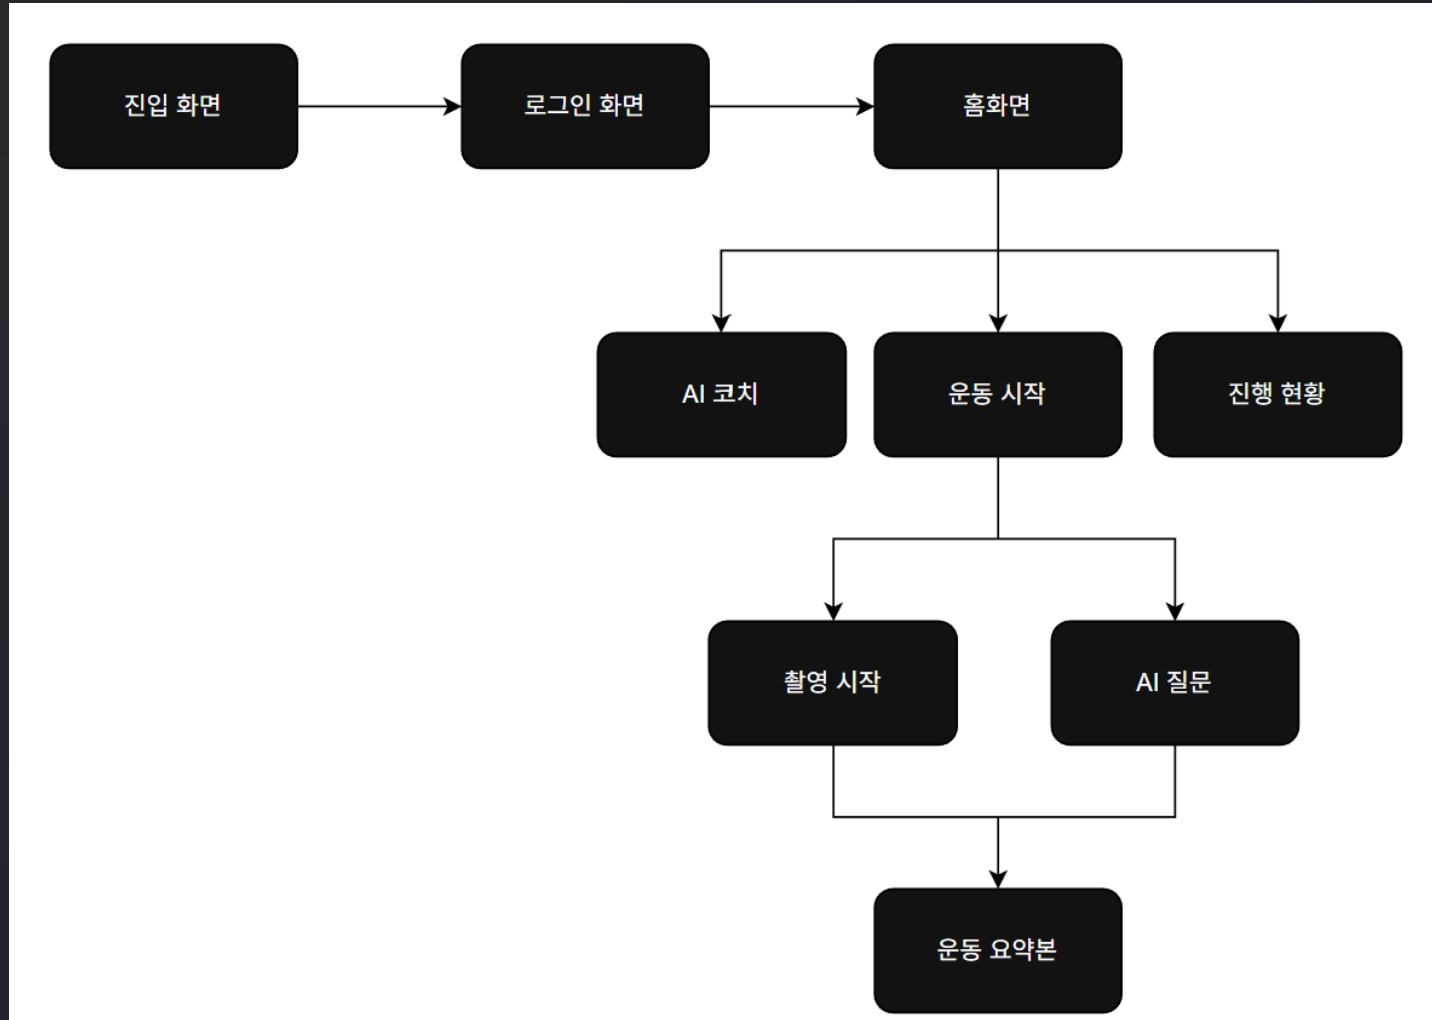 진입 화면
로그인 화면
홈화면
AI 코치
운동 시작
진행 현황
촬영 시작
AI 질문
운동 요약본